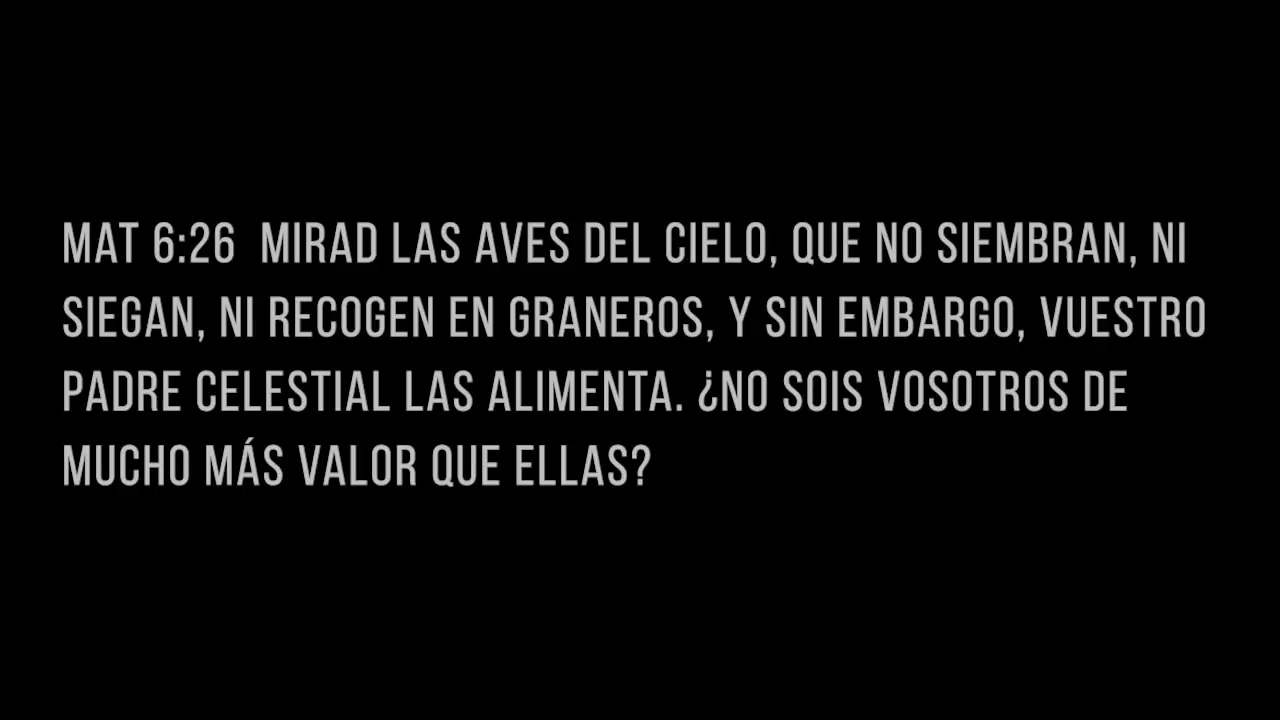 MAT 6:26  MIRAD LAS AVES DEL CIELO, QUE NO SIEMBRAN, NI
SIEGAN, NI RECOGEN EN GRANEROS, Y SIN EMBARGO, VUESTRO
PADRE CELESTIAL LAS ALIMENTA. ¿NO SOIS VOSOTROS DE
MUCHO MÁS VALOR QUE ELLAS?